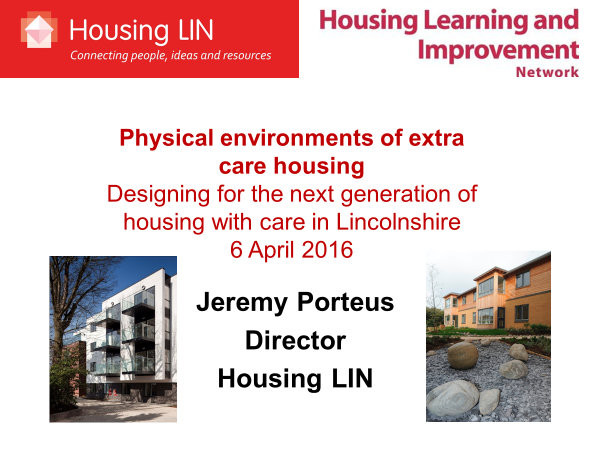 Housing LIN
Connecting people, ideas and resources
Housing Learning and
Improvement
Network
Physical environments of extra
care housing
Designing for the next generation of
housing with care in Lincolnshire
6 April 2016
Jeremy Porteus
Director
Housing LIN